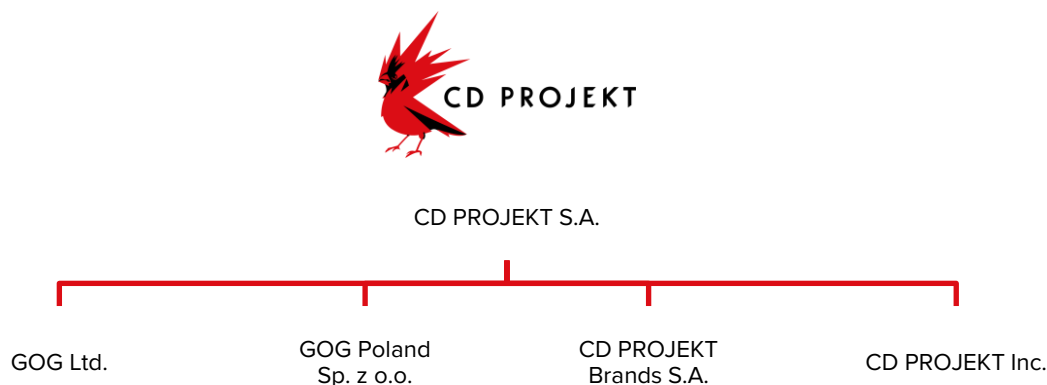 CD PROJEKT
CD PROJEKT S.A.
GOG Ltd.
GOG Poland
Sp. z o.o.
CD PROJEKT
Brands S.A.
CD PROJEKT Inc.